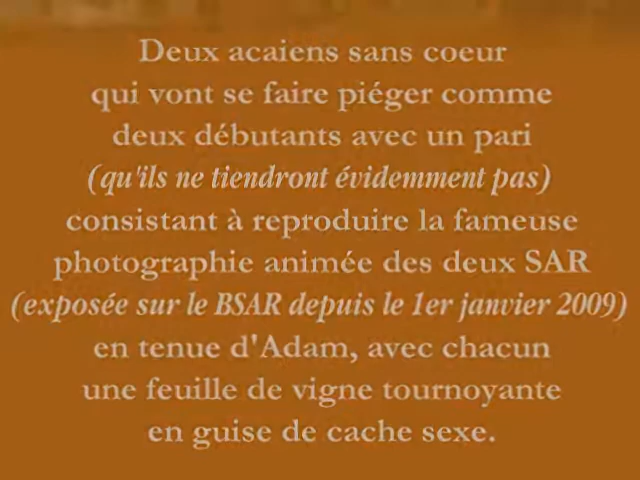 Deux acaiens sans coeur
qui vont se faire piéger comme
deux débutants avec un pari
(qu'ils ne tiendront évidemment pas)
consistant à reproduire la fameuse
photographie animée des deux SAR
(exposée sur le BSAR depuis le 1er janvier 2009)
en tenue d'Adam, avec chacun
une feuille de vigne tournoyante
en guise de cache sexe.